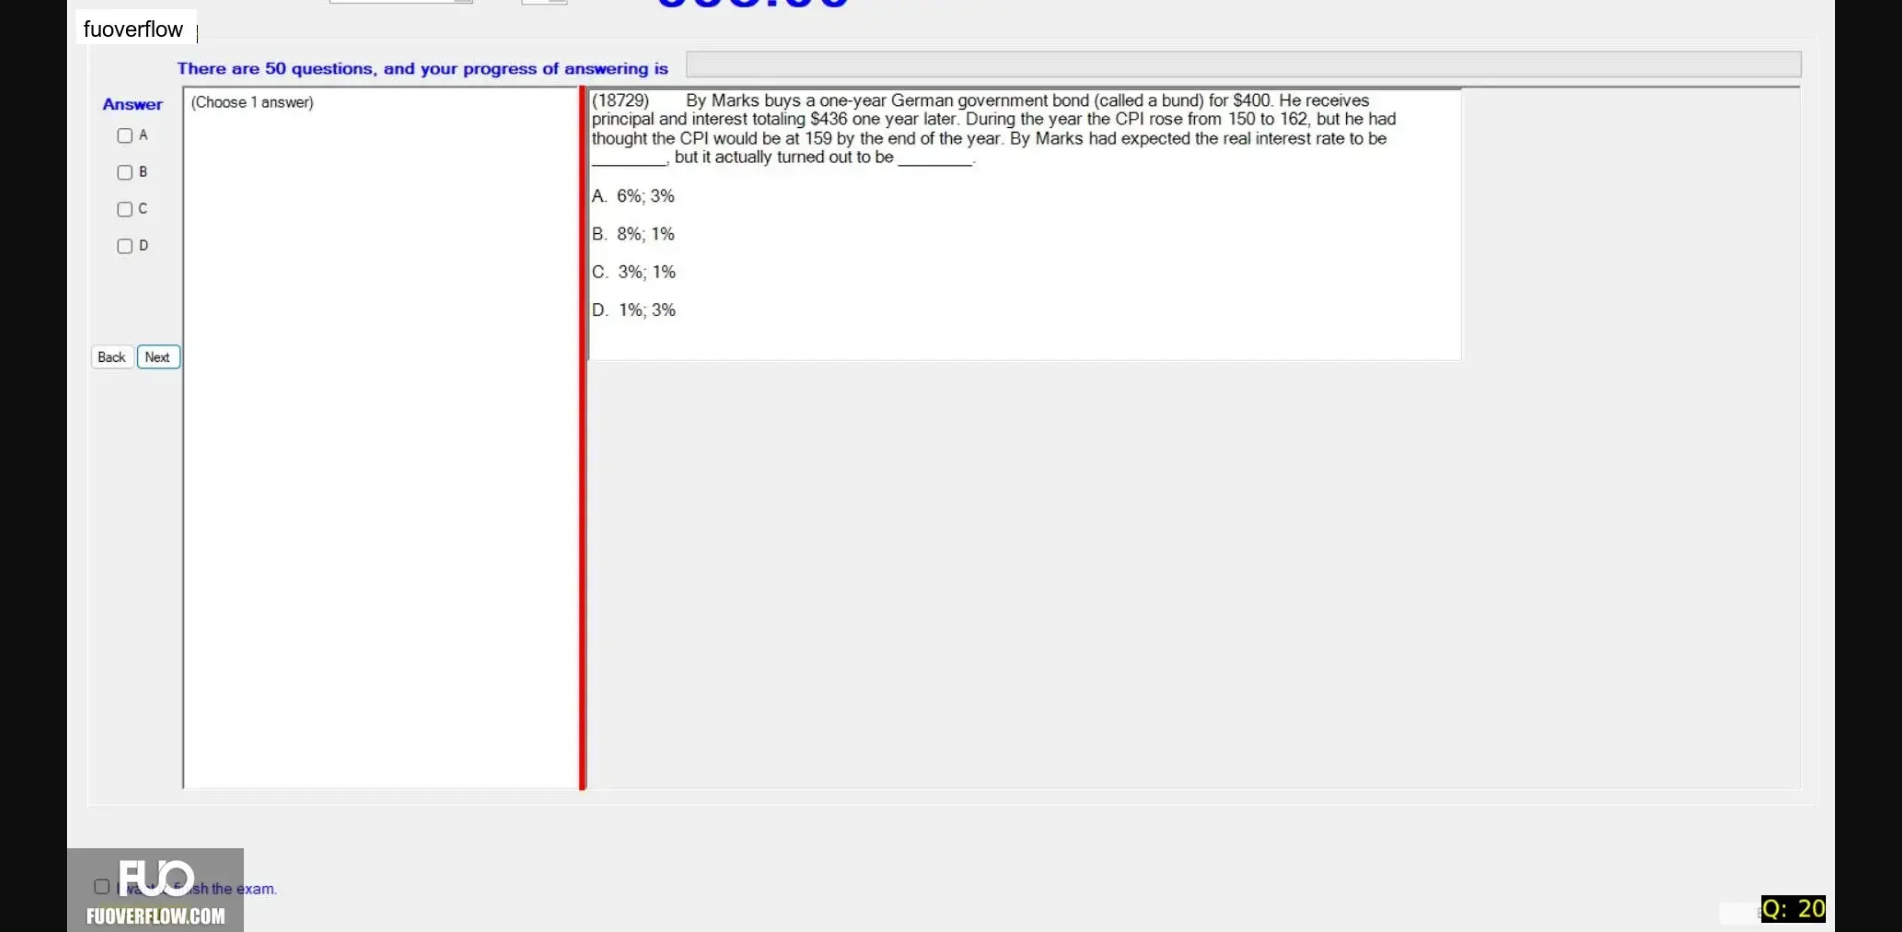 fuoverflow
There are 50 questions, and your progress of answering is
Answer
(Choose 1 answer)
A
B
C
D
Back
Next
(18729) By Marks buys a one-year German government bond (called a bund) for $400. He receives
principal and interest totaling $436 one year later. During the year the CPI rose from 150 to 162, but he had
thought the CPI would be at 159 by the end of the year. By Marks had expected the real interest rate to be
________, but it actually turned out to be ________.
A. 6%; 3%
B. 8%; 1%
C. 3%; 1%
D. 1%; 3%
FUO
sh the exam.
FUOVERFLOW.COM
Q: 20